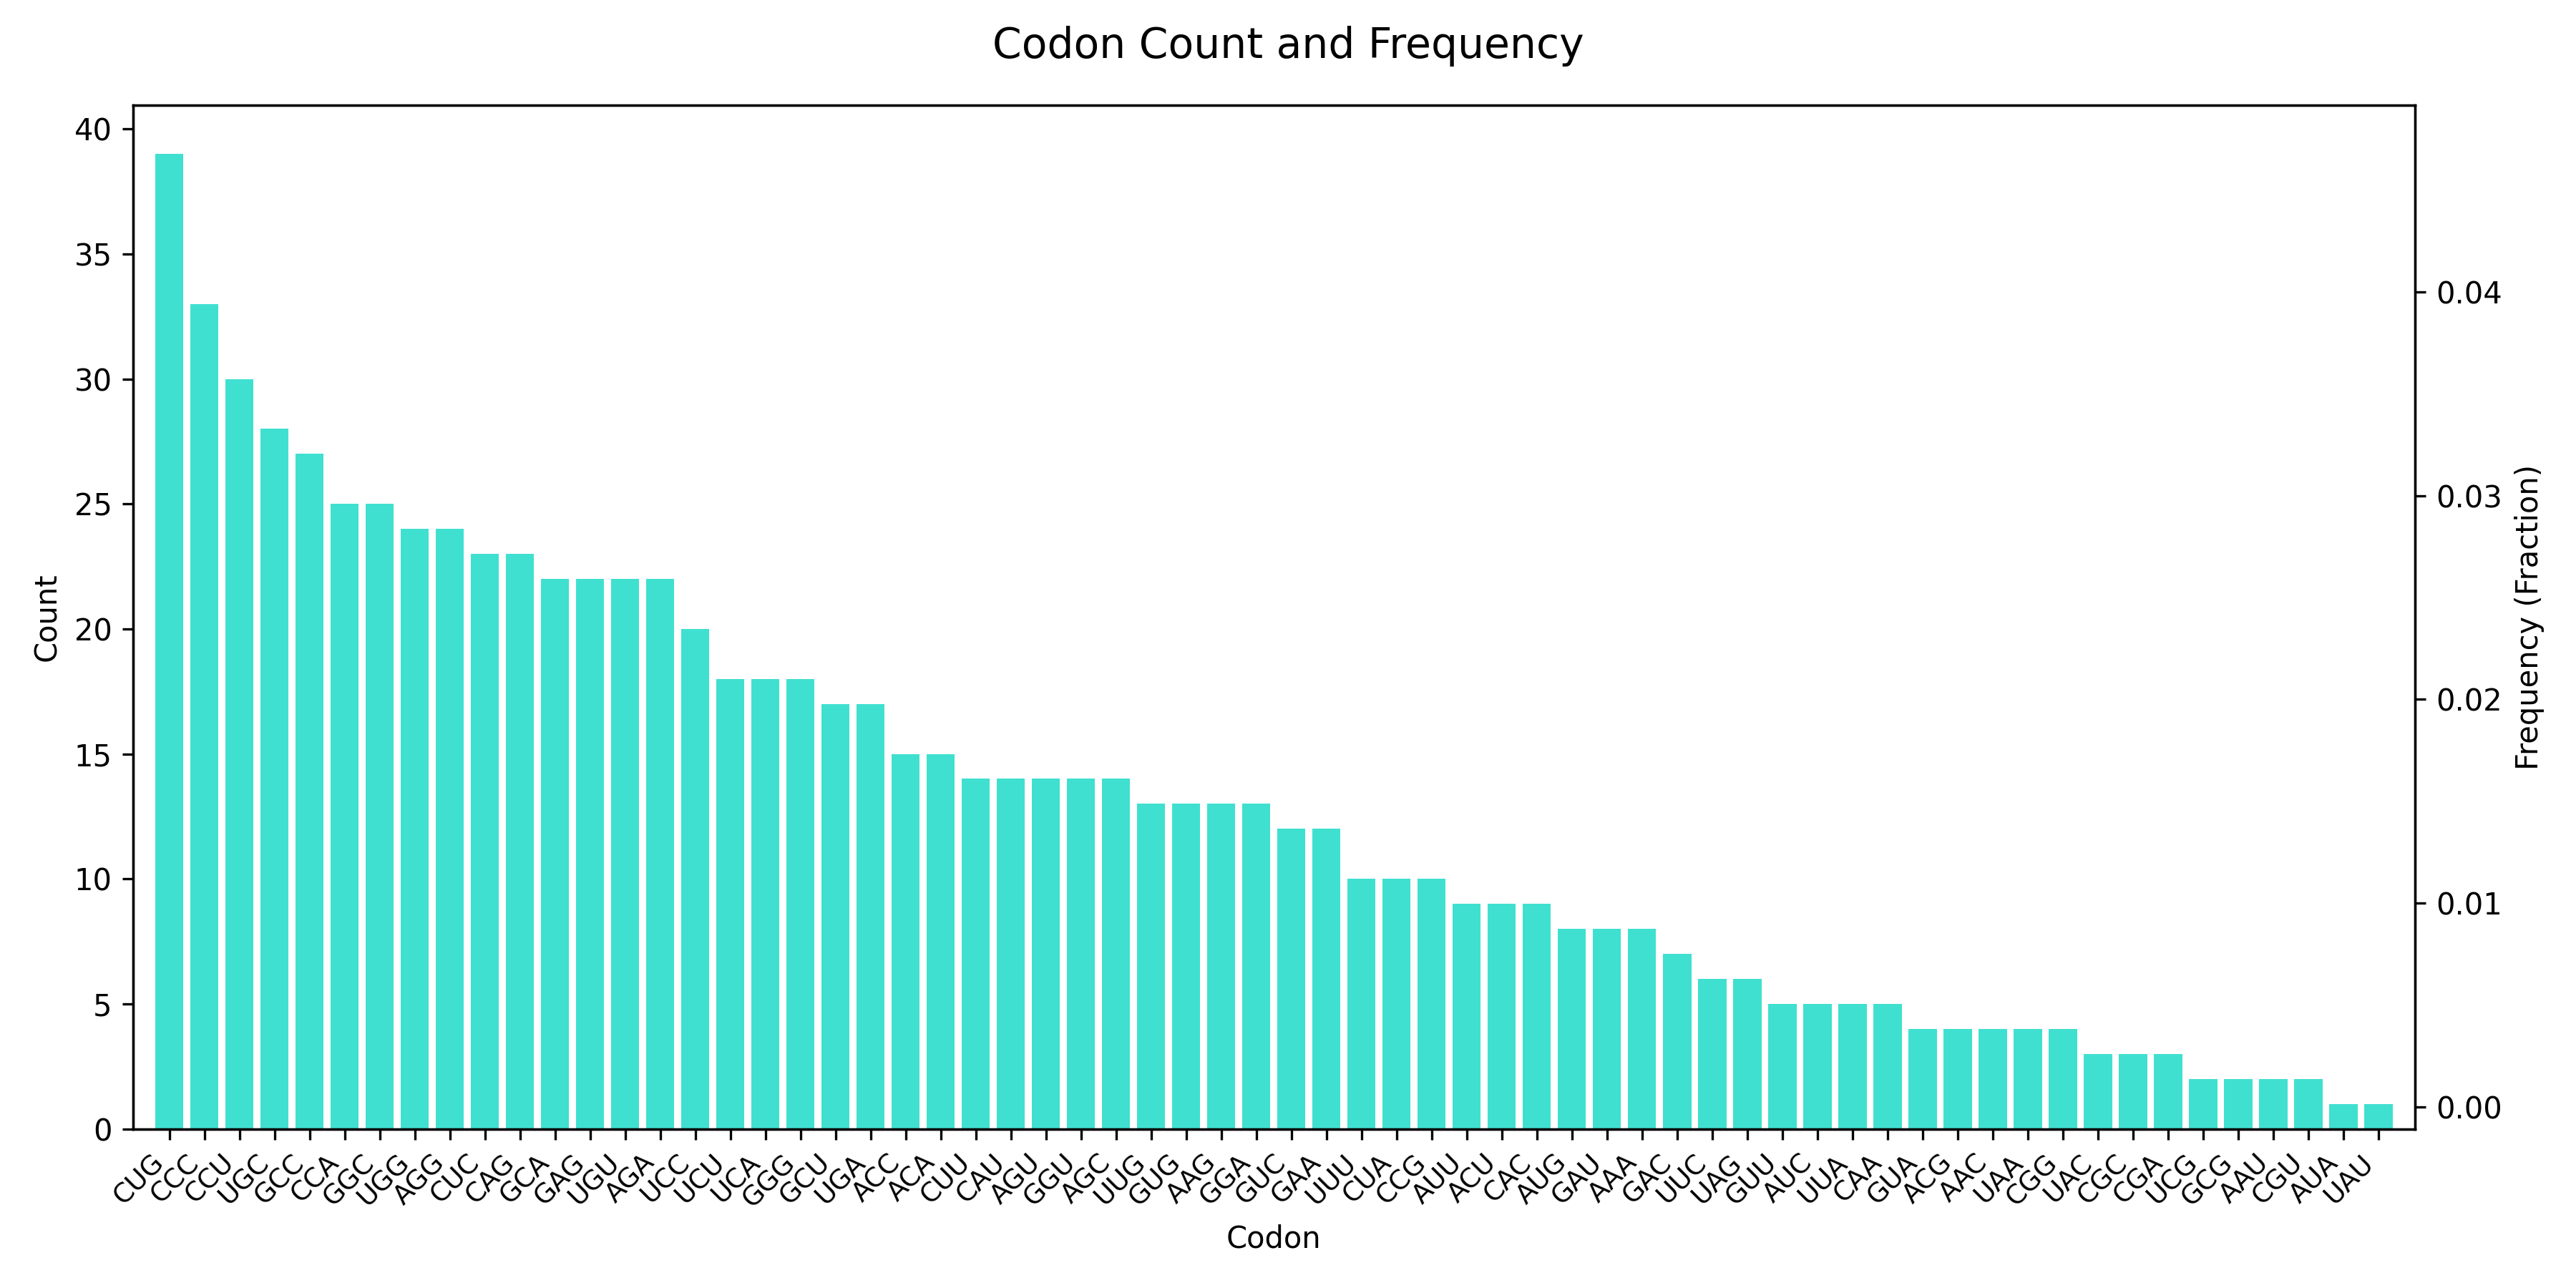 Codon Count and Frequency
40
35
30
25
20
15
10
5
0
Count
0.04
0.03
0.02
0.01
0.00
Frequency (Fraction)
CUG CCC CCU UGC GCC CCA GGC UGG AGG CUC CAG GCA GAG UGU AGA UCC UCU UCA GGG GCU UGA ACC ACA CUU CAU AGU GGU AGC UUG GUG AAG GGA GUC GAA UUU CUA CCG AUU ACU CAC AUG GAU AAA GAC UUC UAG GUU AUC UUA CAA GUA ACG AAC UAA CGG UAC CGC CGA UCG GCG AAU CGU AUA UAU
Codon